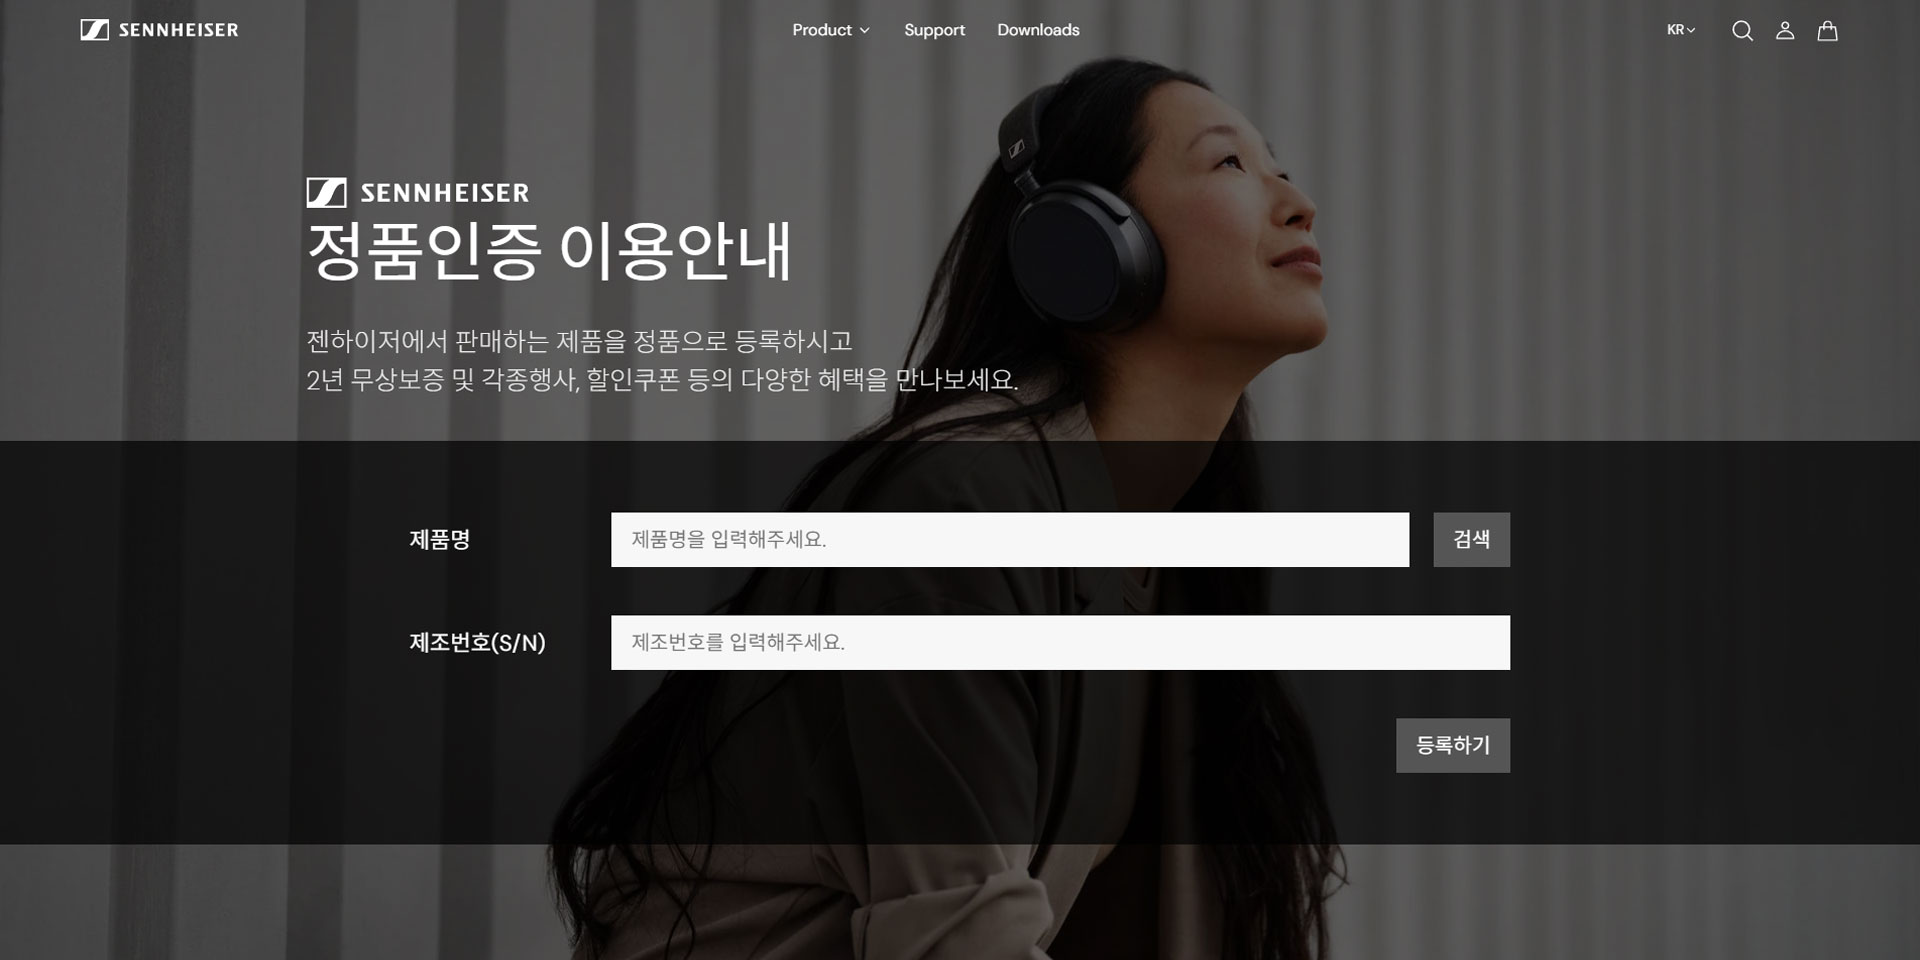 SENNHEISER
Product
Support
Downloads
KR
SENNHEISER
정품인증 이용안내
젠하이저에서 판매하는 제품을 정품으로 등록하시고
2년 무상보증 및 각종행사, 할인쿠폰 등의 다양한 혜택을 만나보세요.
제품명
제품명을 입력해주세요.
검색
제조번호(S/N)
제조번호를 입력해주세요.
등록하기